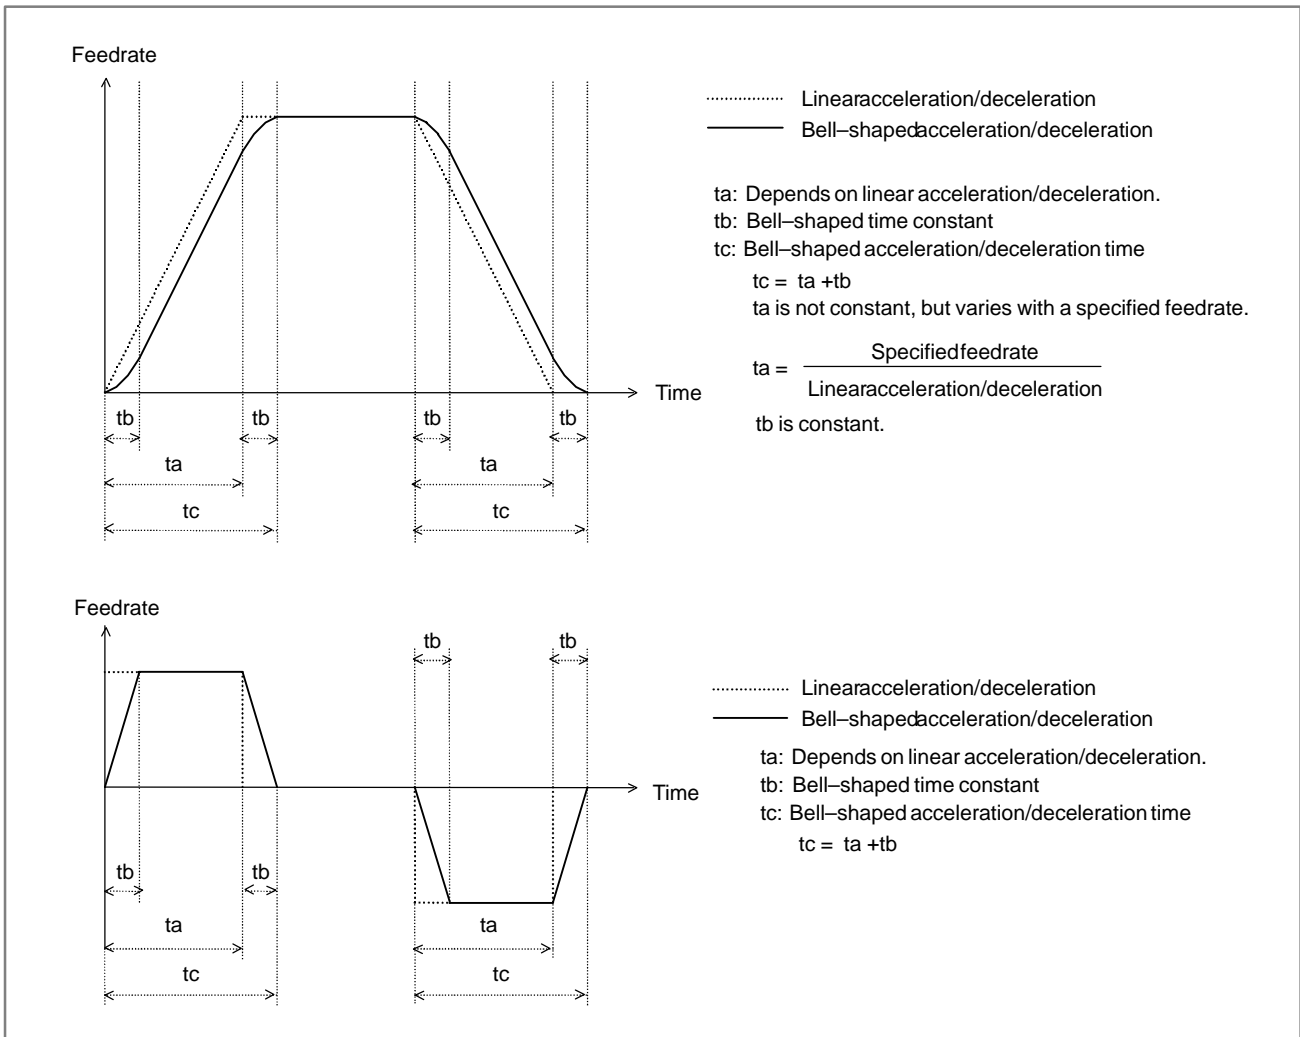 Feedrate
Linearacceleration/deceleration
Bell–shapedacceleration/deceleration
ta: Depends on linear acceleration/deceleration.
tb: Bell–shaped time constant
tc: Bell–shaped acceleration/deceleration time
tc = ta +tb
ta is not constant, but varies with a specified feedrate.
ta = Specifiedfeedrate
Linearacceleration/deceleration
tb is constant.
Time
tb tb tb tb
ta ta
tc tc
Feedrate
tb tb
Linearacceleration/deceleration
Bell–shapedacceleration/deceleration
ta: Depends on linear acceleration/deceleration.
tb: Bell–shaped time constant
tc: Bell–shaped acceleration/deceleration time
tc = ta +tb
Time
tb tb
ta ta
tc tc